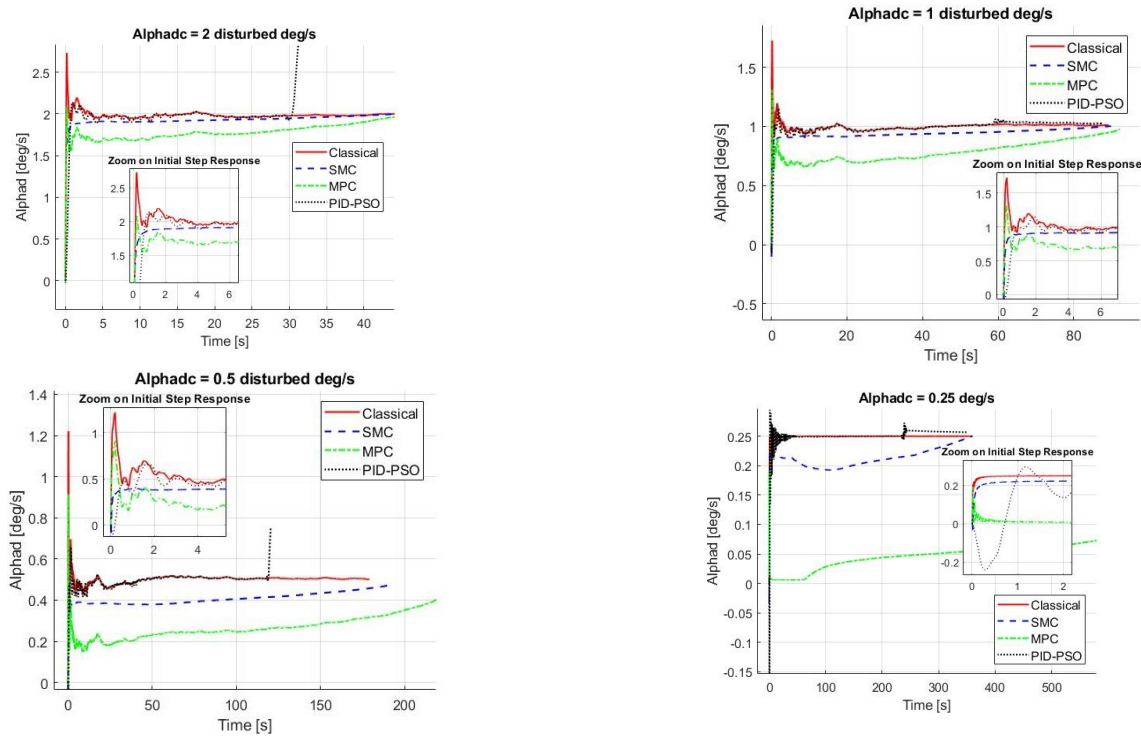 Alphadc = 2 disturbed deg/s
Alphad [deg/s]
2.5
2
1.5
1
0.5
0
Zoom on Initial Step Response
2.5
2
1.5
0 2 4 6
Classical
SMC
MPC
PID-PSO
0 5 10 15 20 25 30 35 40
Time [s]
Alphadc = 1 disturbed deg/s
Alphad [deg/s]
1.5
1
0.5
0
-0.5
Classical
SMC
MPC
PID-PSO
Zoom on Initial Step Response
1.5
1
0.5
0
0 2 4 6
0 20 40 60 80
Time [s]
Alphadc = 0.5 disturbed deg/s
Alphad [deg/s]
1.4
1.2
1
0.8
0.6
0.4
0.2
0
Zoom on Initial Step Response
1
0.5
0
0 2 4
Classical
SMC
MPC
PID-PSO
0 50 100 150 200
Time [s]
Alphadc = 0.25 deg/s
Alphad [deg/s]
0.25
0.2
0.15
0.1
0.05
0
-0.05
-0.1
-0.15
Zoom on Initial Step Response
0.2
0
-0.2
0 1 2
Classical
SMC
MPC
PID-PSO
0 100 200 300 400 500
Time [s]